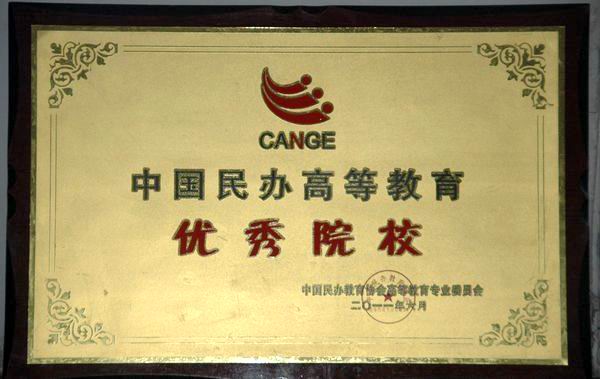 CANGE
中国民办高等教育
优秀院校
中国民办教育协会高等教育专业委员会
二〇一一年六月